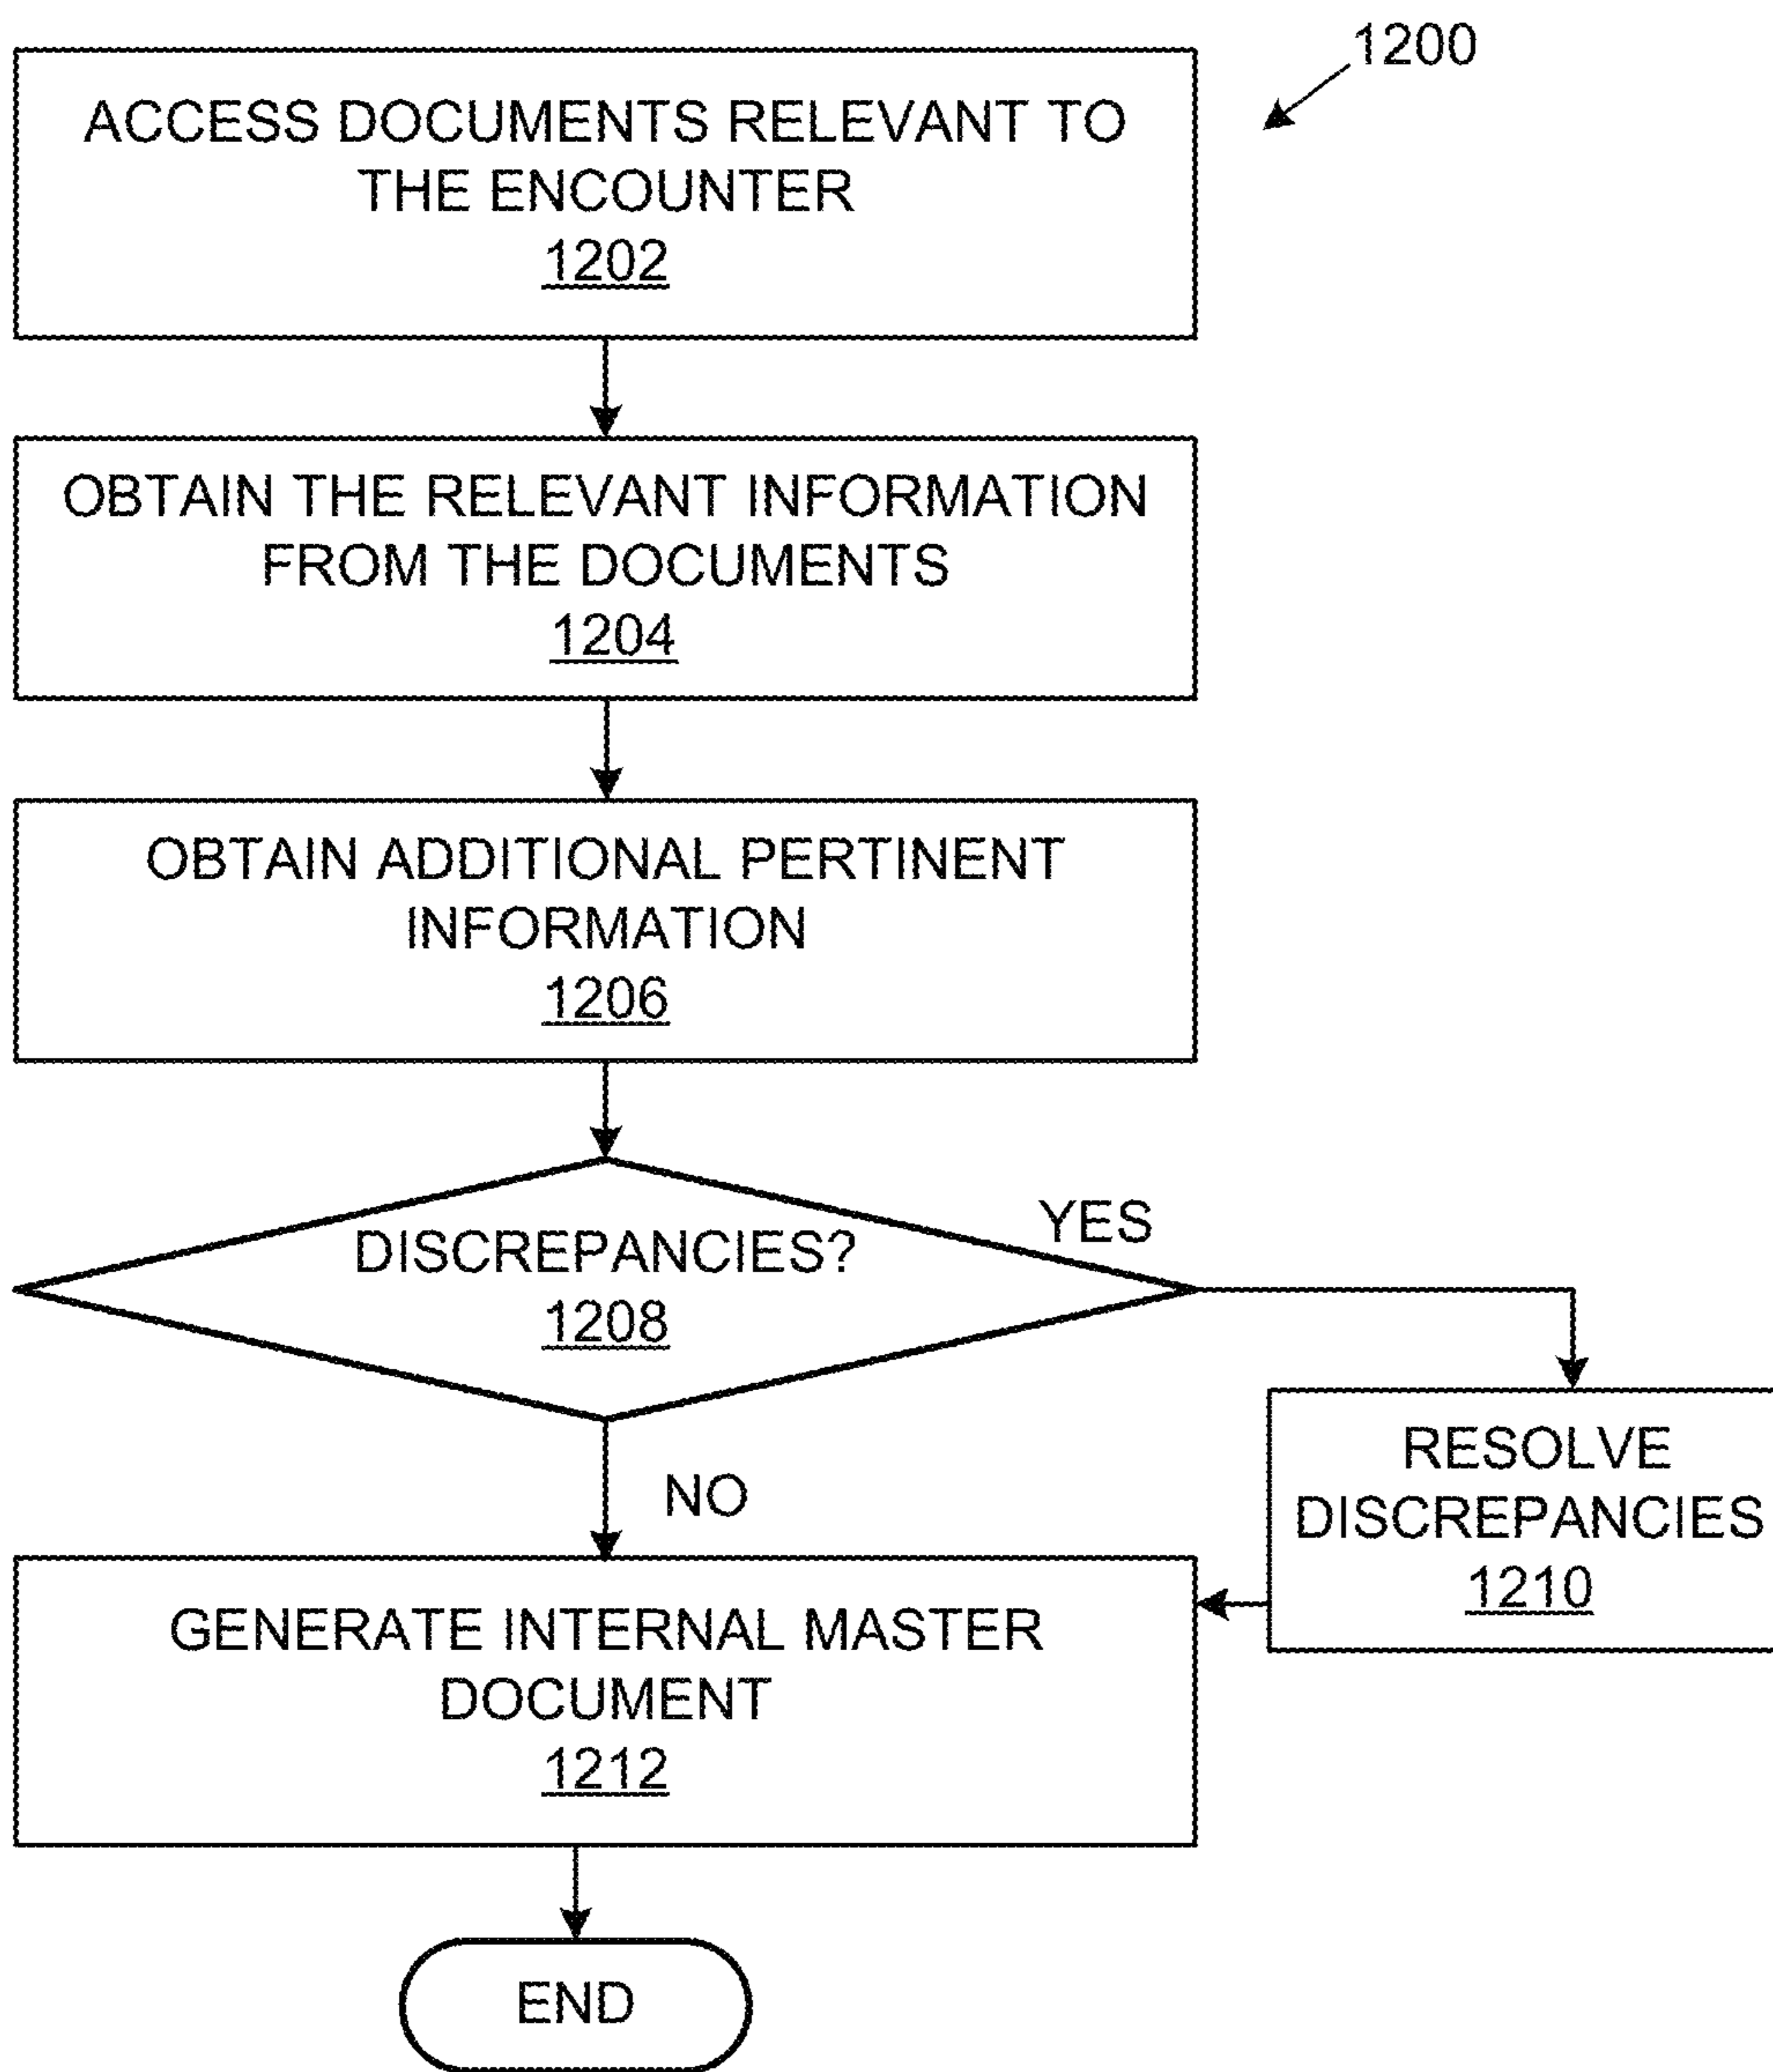 1200
ACCESS DOCUMENTS RELEVANT TO
THE ENCOUNTER
1202
OBTAIN THE RELEVANT INFORMATION
FROM THE DOCUMENTS
1204
OBTAIN ADDITIONAL PERTINENT
INFORMATION
1206
DISCREPANCIES?
1208
YES
NO
RESOLVE
DISCREPANCIES
1210
GENERATE INTERNAL MASTER
DOCUMENT
1212
END